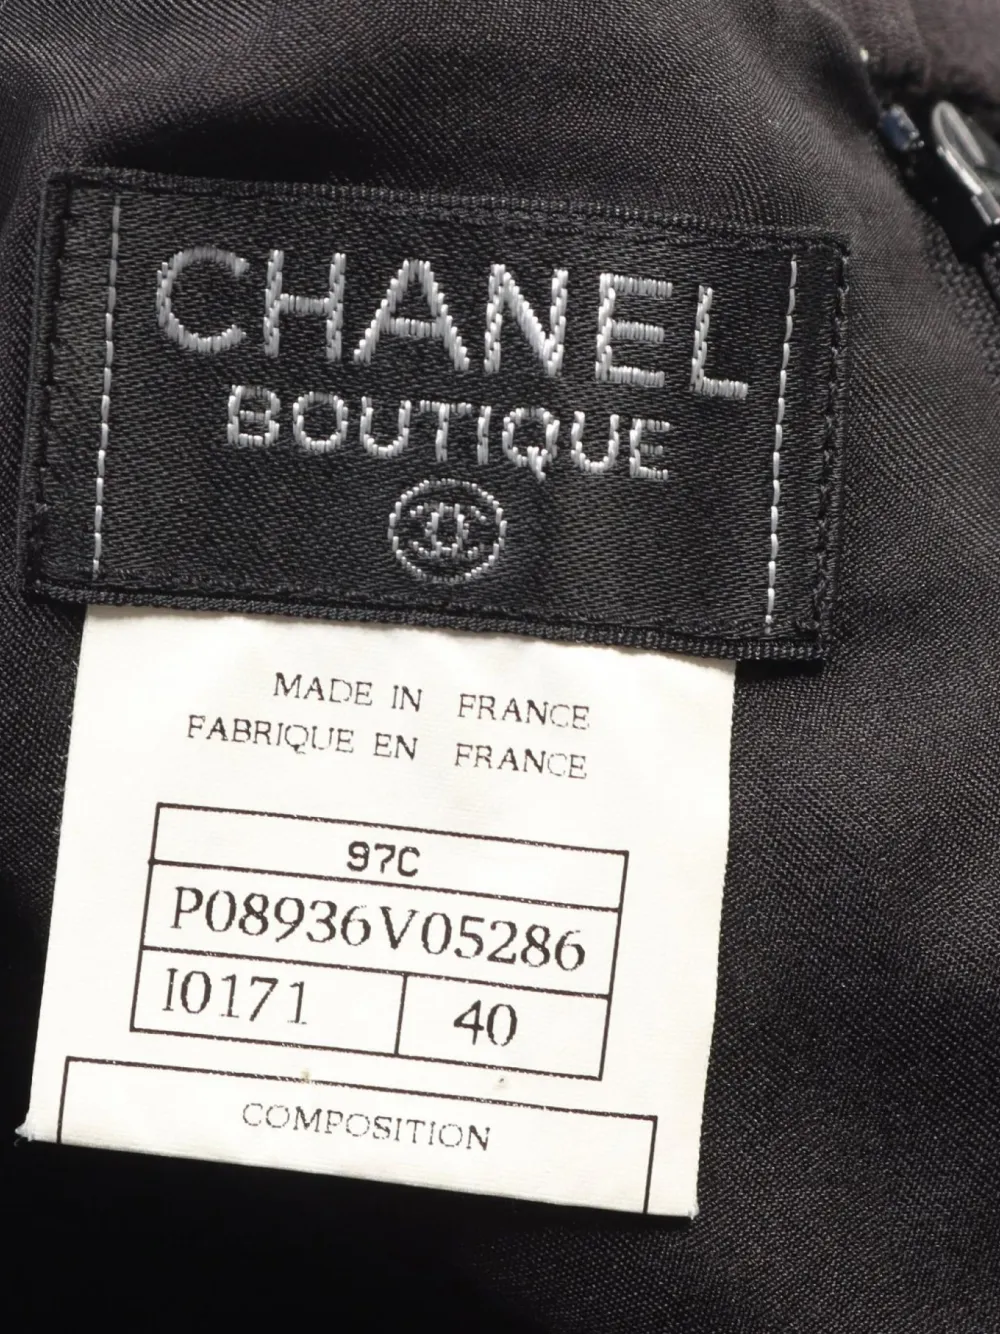 CHANEL
BOUTIQUE
MADE IN FRANCE
FABRIQUE EN FRANCE
97C
P08936V05286
I0171 40
COMPOSITION